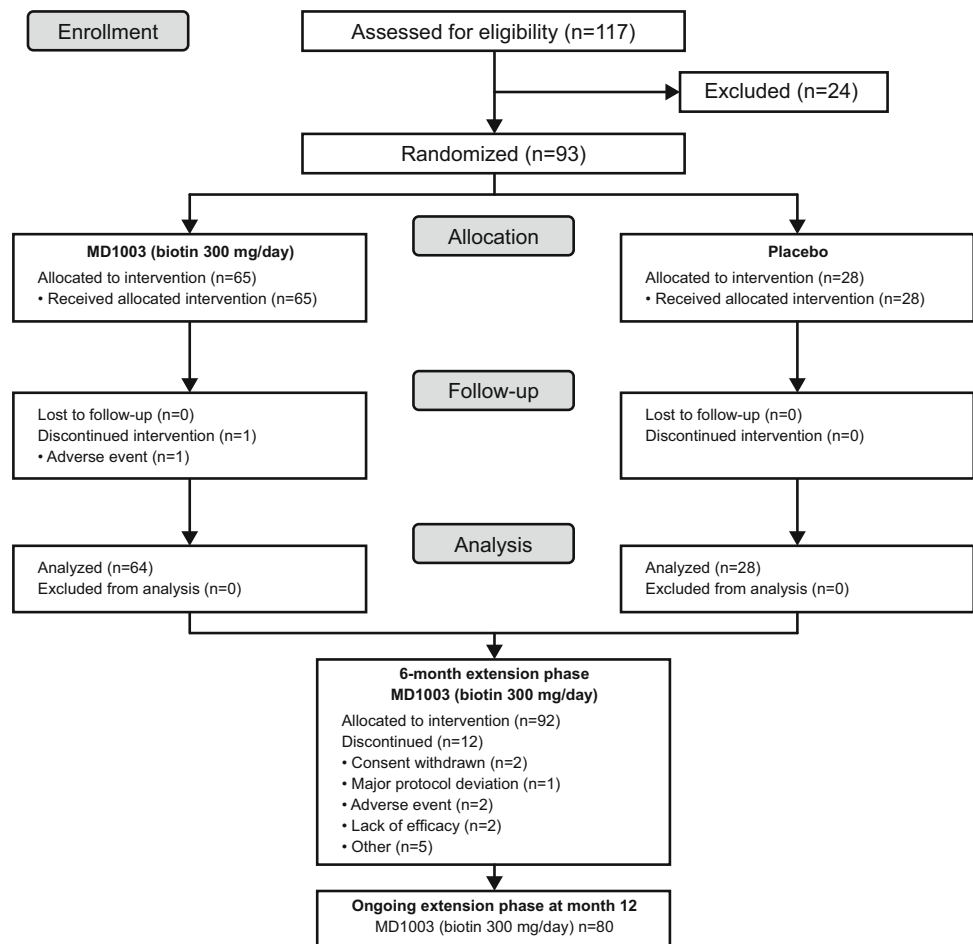 Enrollment
Assessed for eligibility (n=117)
Excluded (n=24)
Randomized (n=93)
Allocation
MD1003 (biotin 300 mg/day)
Allocated to intervention (n=65)
• Received allocated intervention (n=65)
Placebo
Allocated to intervention (n=28)
• Received allocated intervention (n=28)
Follow-up
Lost to follow-up (n=0)
Discontinued intervention (n=1)
• Adverse event (n=1)
Lost to follow-up (n=0)
Discontinued intervention (n=0)
Analysis
Analyzed (n=64)
Excluded from analysis (n=0)
Analyzed (n=28)
Excluded from analysis (n=0)
6-month extension phase
MD1003 (biotin 300 mg/day)
Allocated to intervention (n=92)
Discontinued (n=12)
• Consent withdrawn (n=2)
• Major protocol deviation (n=1)
• Adverse event (n=2)
• Lack of efficacy (n=2)
• Other (n=5)
Ongoing extension phase at month 12
MD1003 (biotin 300 mg/day) n=80